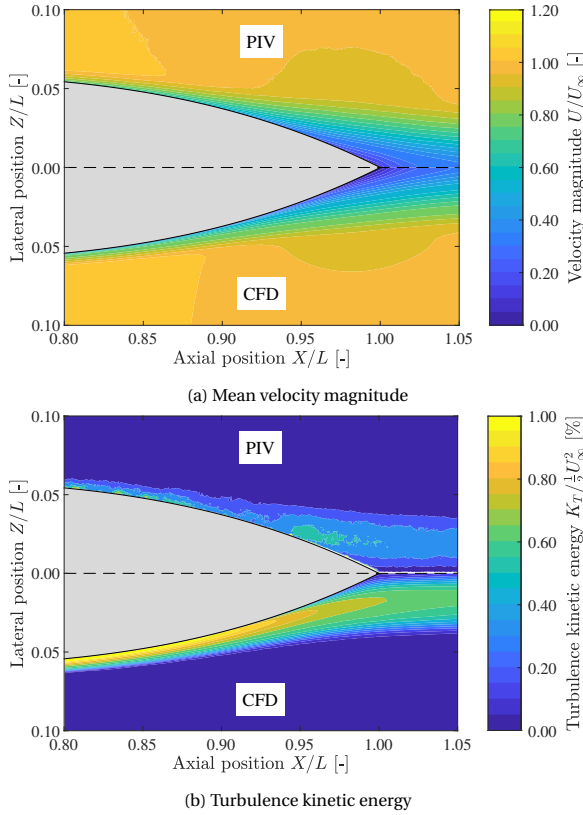 0.10
0.05
0.00
0.05
0.10
Lateral position Z/L [-]
PIV
CFD
0.80 0.85 0.90 0.95 1.00 1.05
Axial position X/L [-]
1.20
1.00
0.80
0.60
0.40
0.20
0.00
Velocity magnitude U/U∞ [-]
(a) Mean velocity magnitude
0.10
0.05
0.00
0.05
0.10
Lateral position Z/L [-]
PIV
CFD
0.80 0.85 0.90 0.95 1.00 1.05
Axial position X/L [-]
1.00
0.80
0.60
0.40
0.20
0.00
Turbulence kinetic energy K_T/½U²∞ [%]
(b) Turbulence kinetic energy